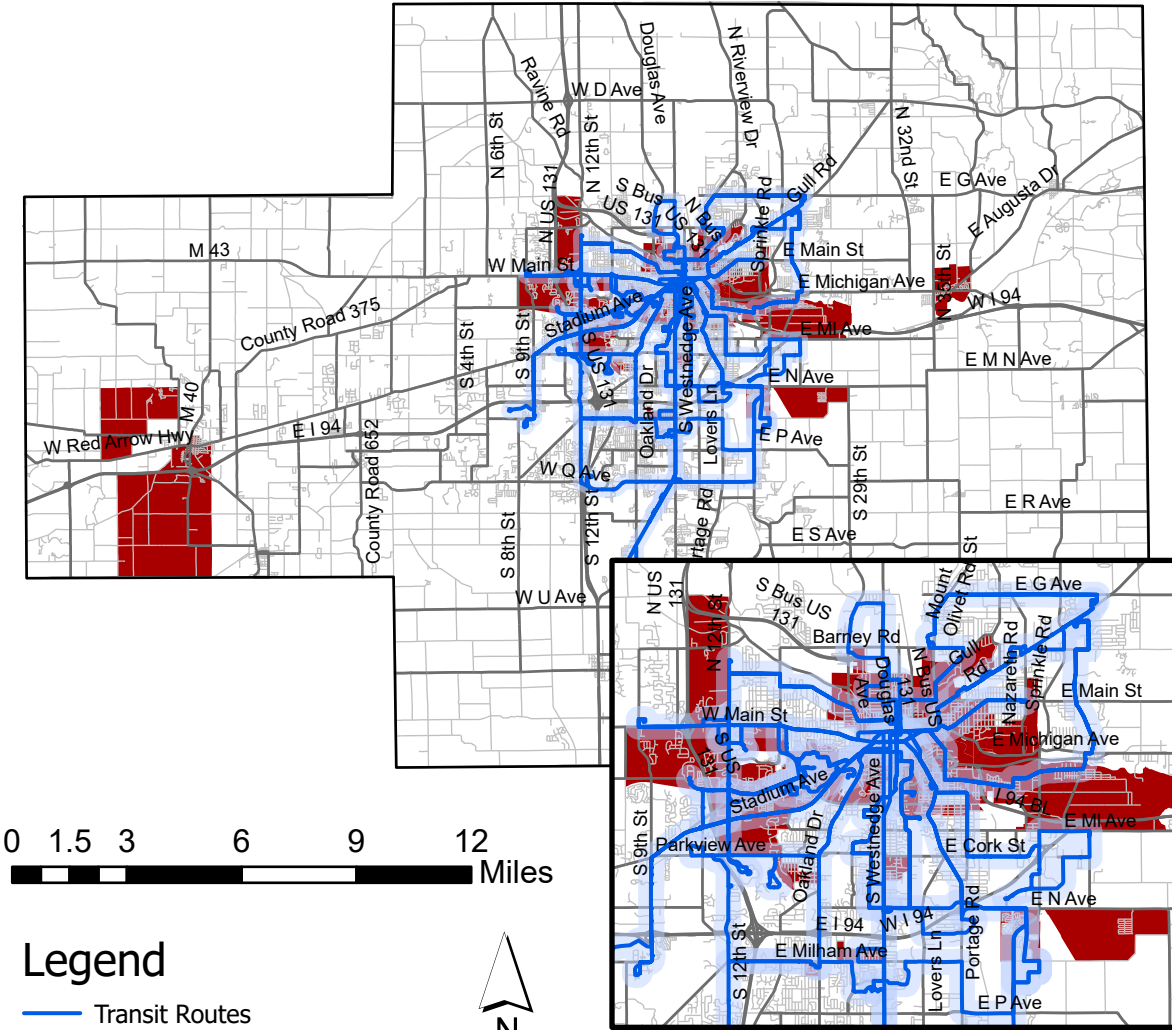 N 6th St
Ravine Rd
W D Ave
N 12th St
Douglas Ave
N Riverview Dr
N 32nd St
E G Ave
E Augusta Dr
N US 131
S Bus US 131
US 131
N Bus
Sprinkle Rd
Gull Rd
M 43
W Main St
E Main St
E Michigan Ave
N 35th St
W I 94
County Road 375
Stadium Ave
S 4th St
S 9th St
S US 131
Oakland Dr
S Westnedge Ave
Lovers Ln
E MI Ave
E M N Ave
E N Ave
M 40
W Red Arrow Hwy
E I 94
County Road 652
E P Ave
W Q Ave
S 8th St
S 12th St
rtage Rd
S 29th St
E R Ave
E S Ave
W U Ave
N US
131
N 12th St
S Bus US
131
Barney Rd
Mount
Olivet Rd St
E G Ave
Douglas
Ave
131
N Bus US
Gull
Rd
Nazareth Rd
Sprinkle Rd
E Main St
W Main St
S US
131
E Michigan Ave
Stadium Ave
I 94 BL
E MI Ave
S 9th St
Parkview Ave
Oakland Dr
S Westnedge Ave
E Cork St
E N Ave
E I 94
W I 94
E Milham Ave
S 12th St
Lovers Ln
Portage Rd
E P Ave
0 1.5 3 6 9 12
Miles
Legend
Transit Routes
N